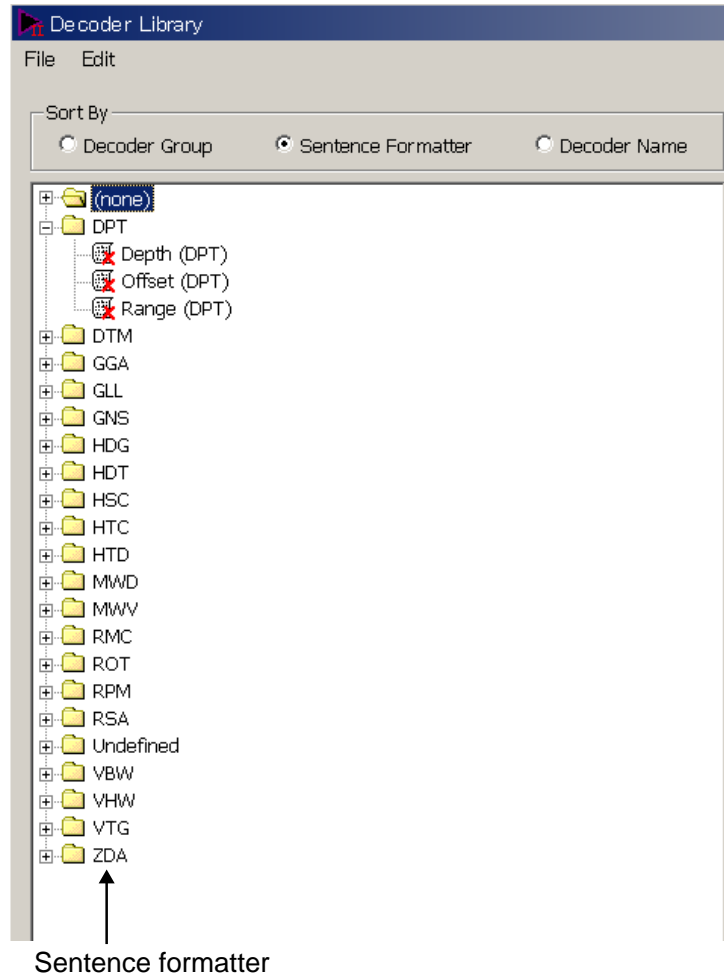 Decoder Library
File Edit
Sort By
Decoder Group Sentence Formatter Decoder Name
(none)
DPT
Depth (DPT)
Offset (DPT)
Range (DPT)
DTM
GGA
GLL
GNS
HDG
HDT
HSC
HTC
HTD
MWD
MWV
RMC
ROT
RPM
RSA
Undefined
VBW
VHW
VTG
ZDA
Sentence formatter